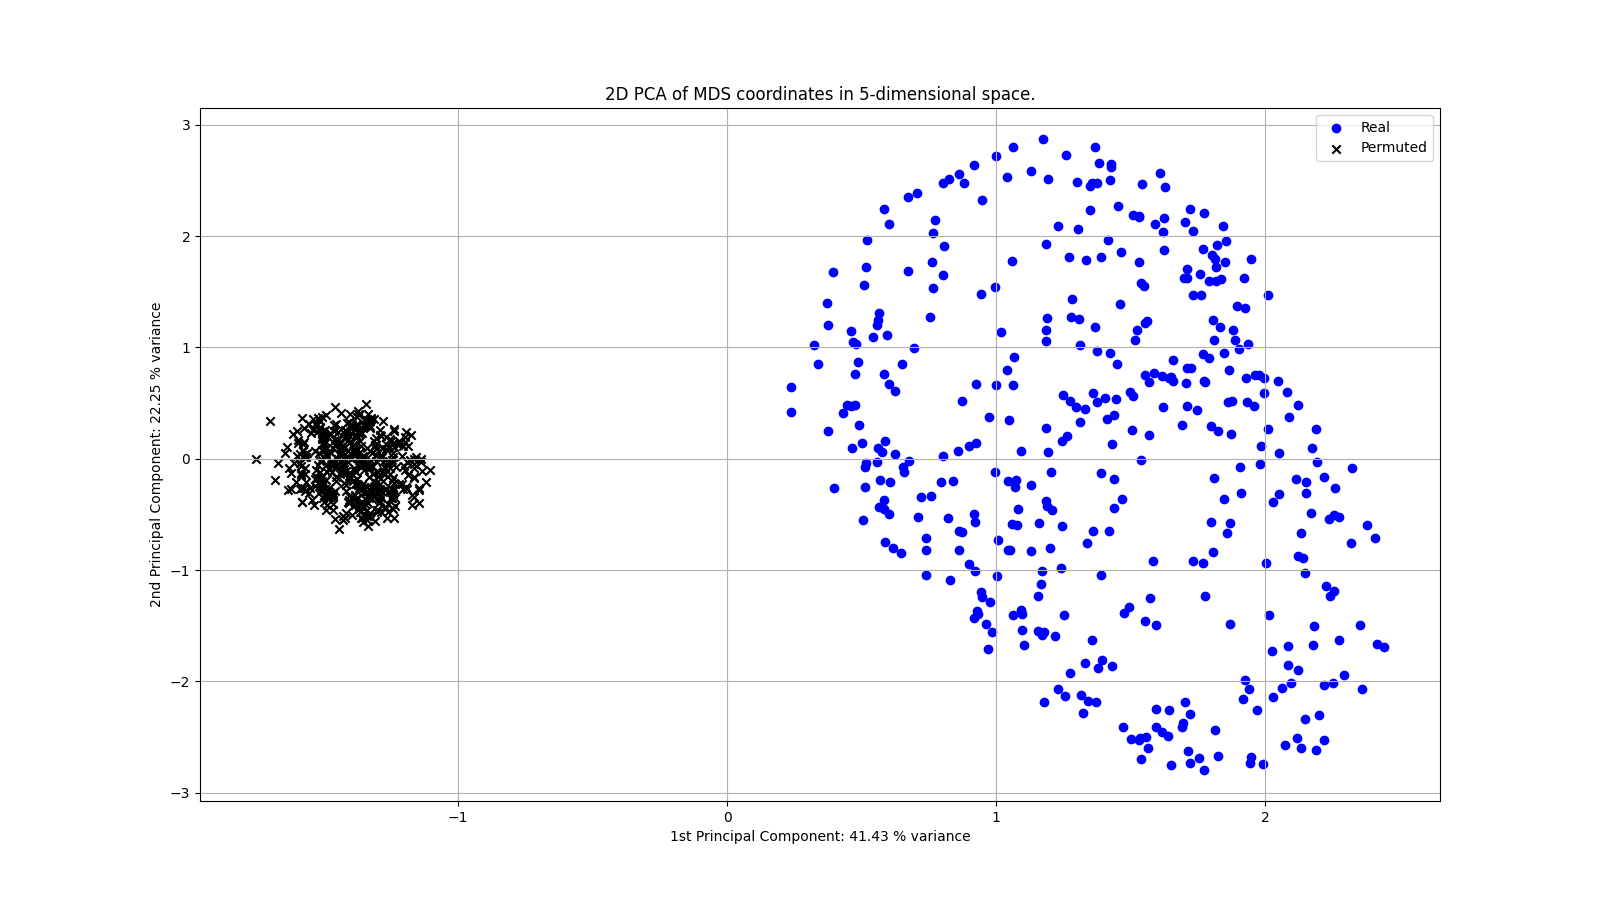 2D PCA of MDS coordinates in 5-dimensional space.
Real
Permuted
3
2
1
0
−1
−2
−3
2nd Principal Component: 22.25 % variance
−1
0
1
2
1st Principal Component: 41.43 % variance